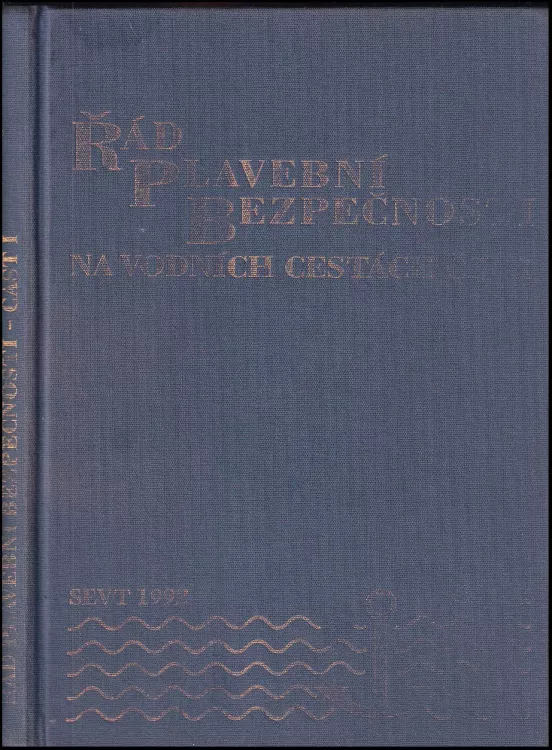 ŘÁD
PLAVEBNÍ
BEZPEČNOSTI
NA VODNÍCH CESTÁCH
SEVT 1992
ŘÁD PLAVEBNÍ BEZPEČNOSTI - ČÁST I